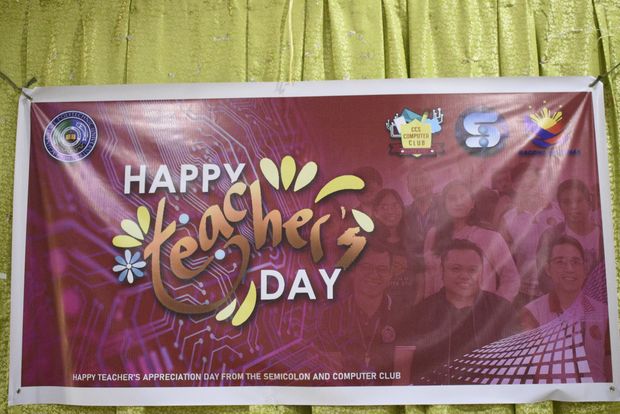 CCS
COMPUTER
CLUB
HAPPY
teacher's
DAY
HAPPY TEACHER'S APPRECIATION DAY FROM THE SEMICOLON AND COMPUTER CLUB